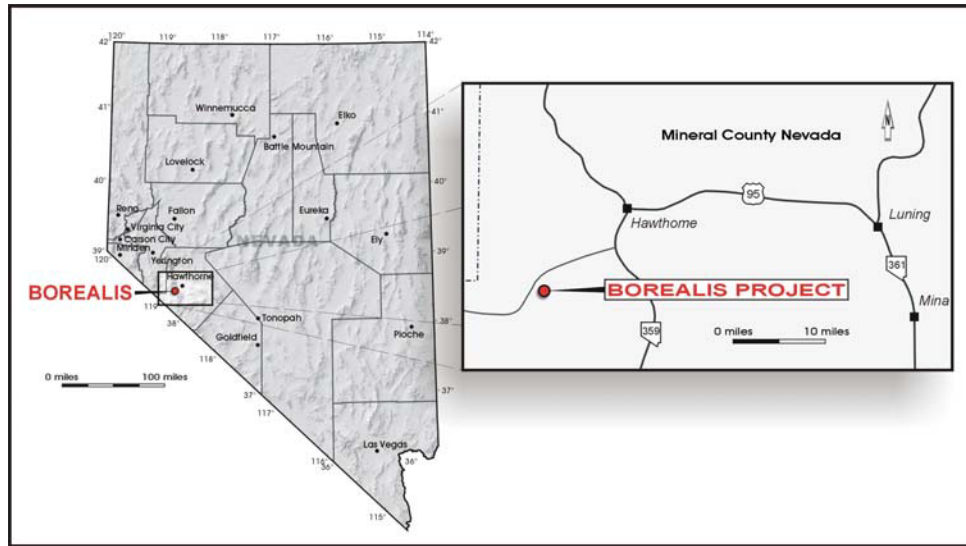 120°
119°
118°
117°
116°
115°
114°
42°
42°
41°
41°
Winnemucca
Elko
Battle Mountain
Lovelock
40°
40°
Reno
Fallon
Virginia City
Carson City
Minden
Yerington
Eureka
Ely
NEVADA
39°
39°
Hawthorne
BOREALIS
119°
38°
38°
Tonopah
Goldfield
Pioche
118°
0 miles 100 miles
37°
37°
117°
Las Vegas
116°
36°
36°
115°
Mineral County Nevada
N
95
Hawthorne
Luning
361
BOREALIS PROJECT
Mina
359
0 miles 10 miles